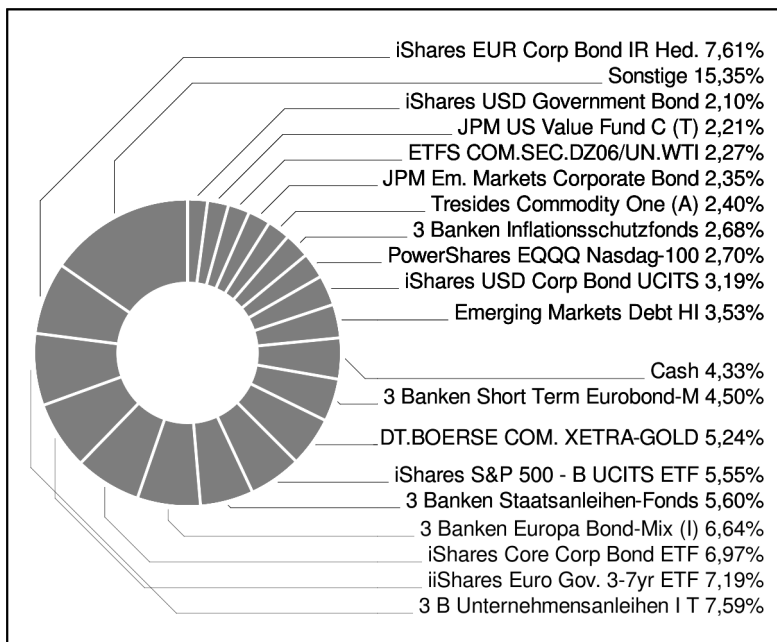 iShares EUR Corp Bond IR Hed. 7,61%
Sonstige 15,35%
iShares USD Government Bond 2,10%
JPM US Value Fund C (T) 2,21%
ETFS COM.SEC.DZ06/UN.WTI 2,27%
JPM Em. Markets Corporate Bond 2,35%
Tresides Commodity One (A) 2,40%
3 Banken Inflationsschutzfonds 2,68%
PowerShares EQQQ Nasdag-100 2,70%
iShares USD Corp Bond UCITS 3,19%
Emerging Markets Debt HI 3,53%
Cash 4,33%
3 Banken Short Term Eurobond-M 4,50%
DT.BOERSE COM. XETRA-GOLD 5,24%
iShares S&P 500 - B UCITS ETF 5,55%
3 Banken Staatsanleihen-Fonds 5,60%
3 Banken Europa Bond-Mix (I) 6,64%
iShares Core Corp Bond ETF 6,97%
iiShares Euro Gov. 3-7yr ETF 7,19%
3 B Unternehmensanleihen I T 7,59%